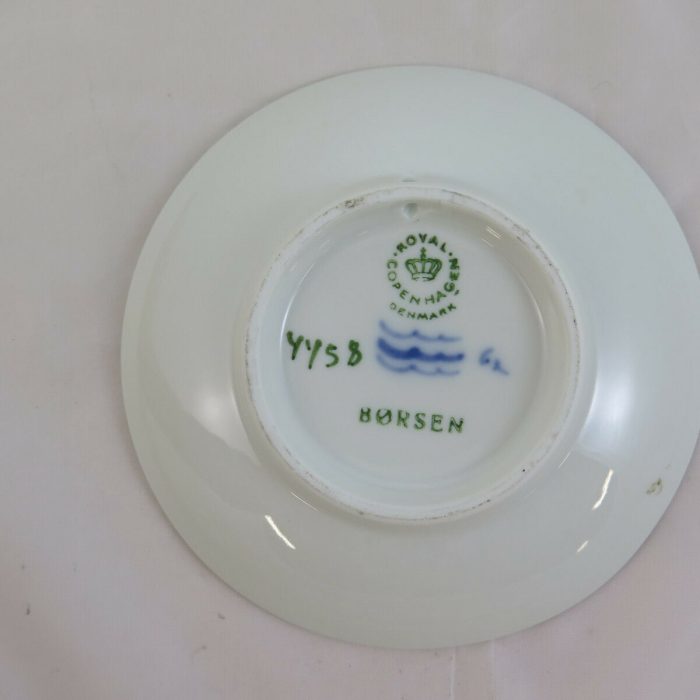 ROYAL
COPENHAGEN
DENMARK
4458
BØRSEN